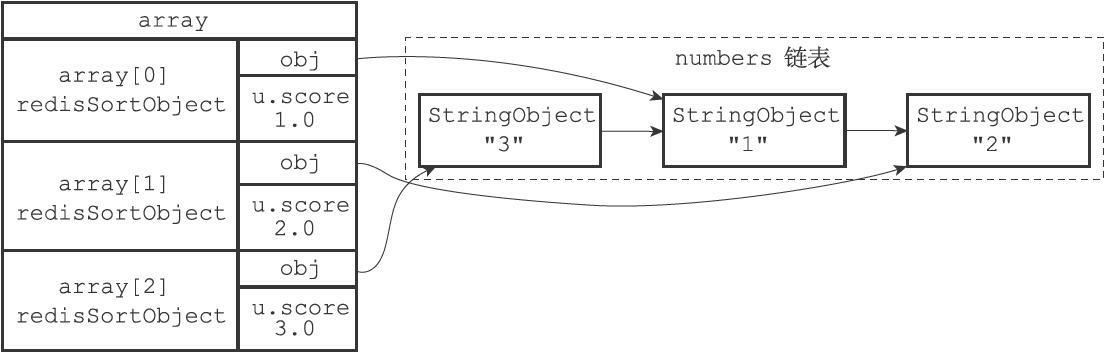 array
array[0]
redisSortObject
obj
u.score
1.0
array[1]
redisSortObject
obj
u.score
2.0
array[2]
redisSortObject
obj
u.score
3.0
numbers 链表
StringObject
"3"
StringObject
"1"
StringObject
"2"